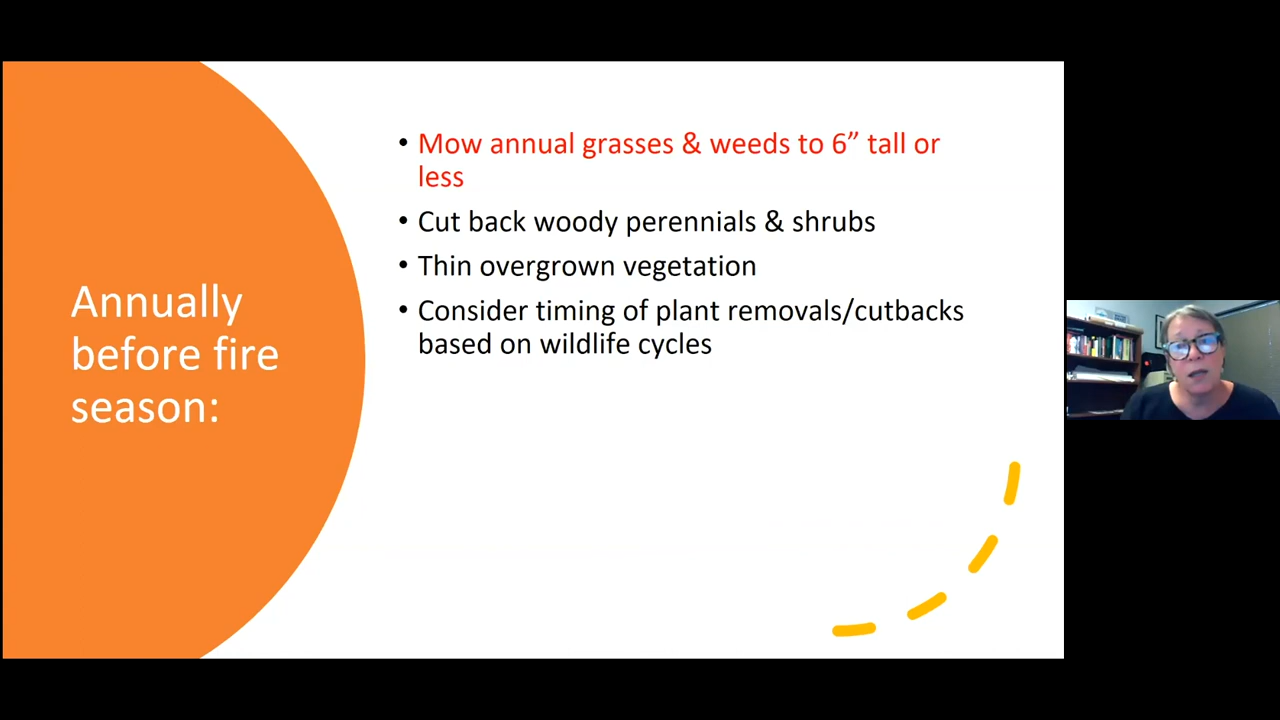 Annually
before fire
season:
• Mow annual grasses & weeds to 6” tall or
less
• Cut back woody perennials & shrubs
• Thin overgrown vegetation
• Consider timing of plant removals/cutbacks
based on wildlife cycles